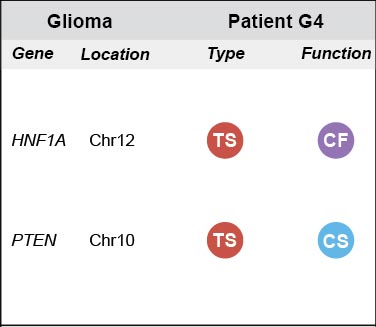 Glioma Patient G4
Gene Location Type Function
HNF1A Chr12 TS CF
PTEN Chr10 TS CS